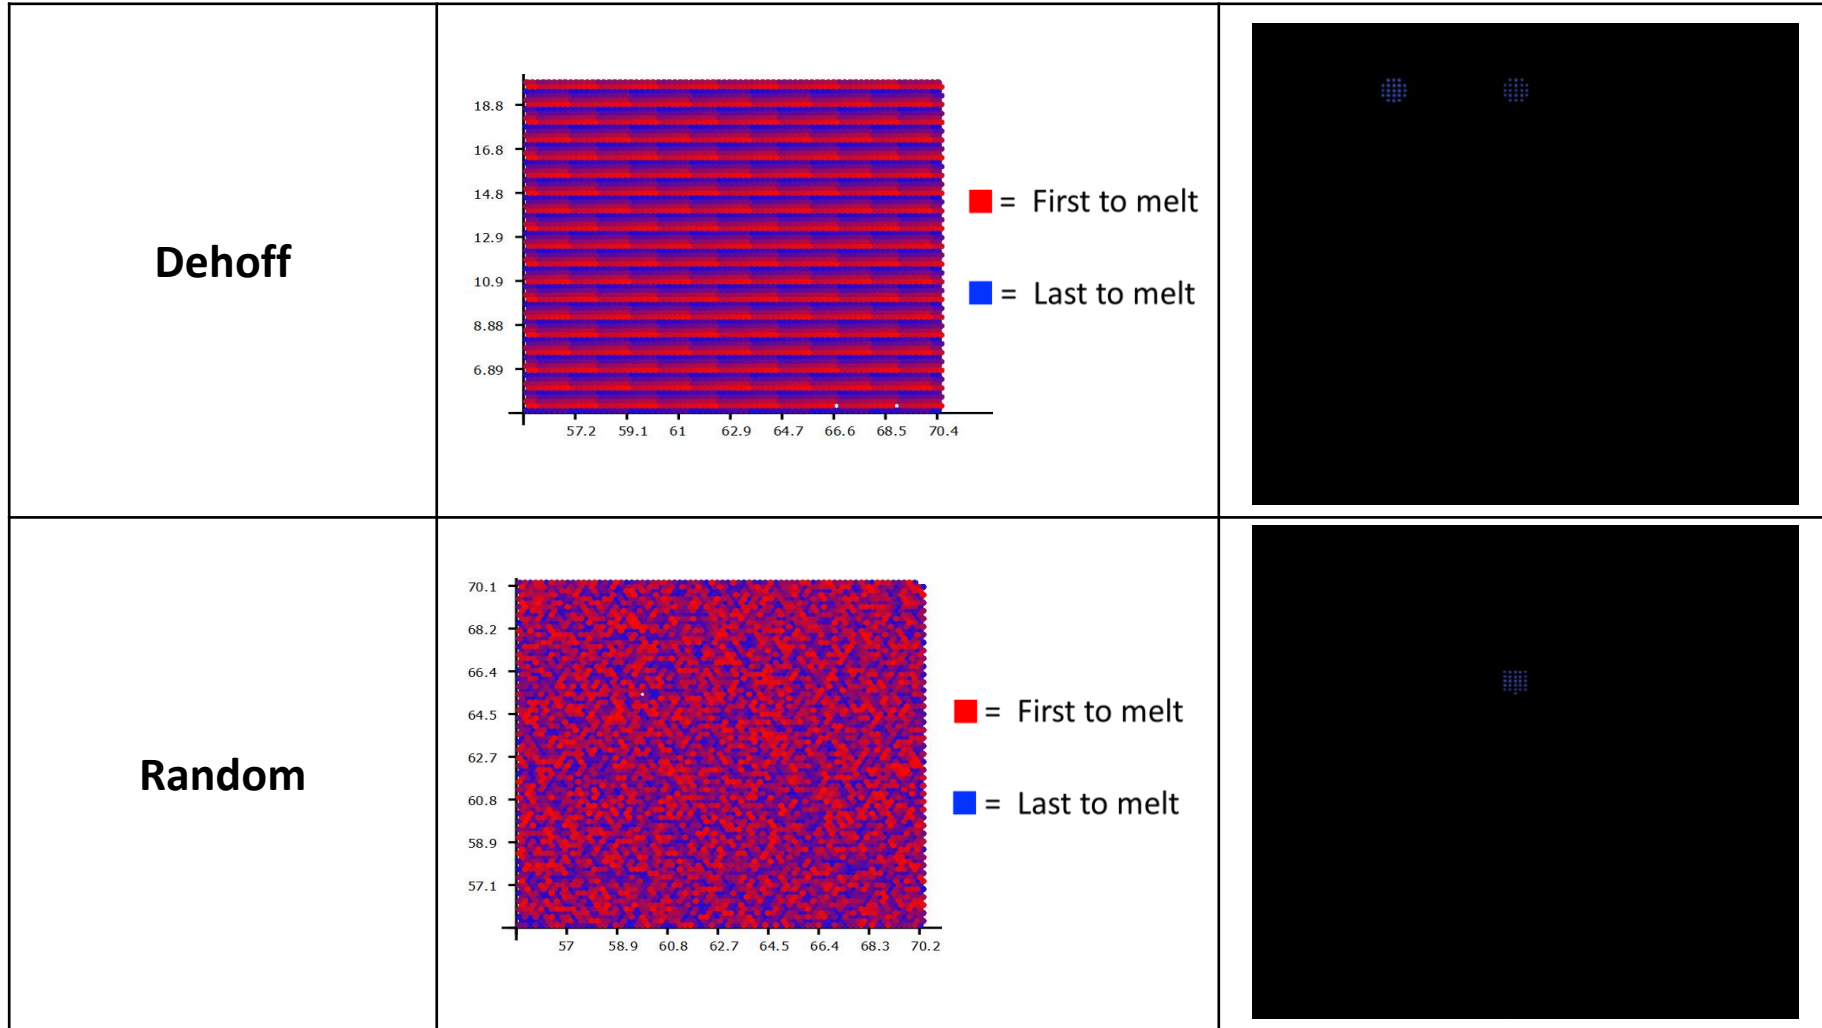 Dehoff
18.8
16.8
14.8
12.9
10.9
8.88
6.89
57.2 59.1 61 62.9 64.7 66.6 68.5 70.4
= First to melt
= Last to melt
Random
70.1
68.2
66.4
64.5
62.7
60.8
58.9
57.1
57 58.9 60.8 62.7 64.5 66.4 68.3 70.2
= First to melt
= Last to melt